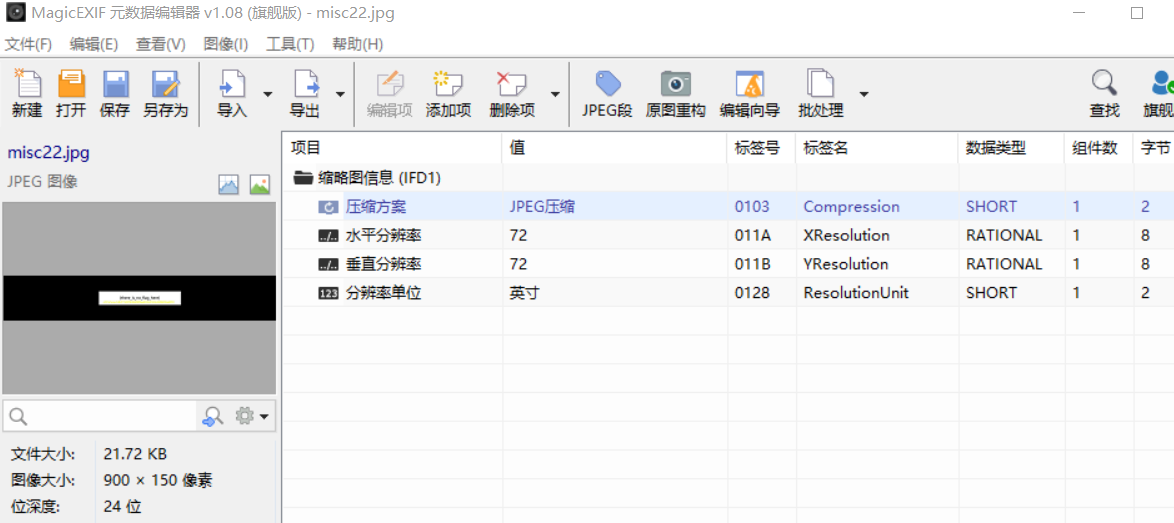 MagicEXIF 元数据编辑器 v1.08 (旗舰版) - misc22.jpg
文件(F) 编辑(E) 查看(V) 图像(I) 工具(T) 帮助(H)
新建 打开 保存 另存为 导入 导出 编辑项 添加项 删除项 JPEG段 原图重构 编辑向导 批处理 查找 旗舰
misc22.jpg
JPEG 图像
项目 值 标签号 标签名 数据类型 组件数 字节
缩略图信息 (IFD1)
压缩方案 JPEG压缩 0103 Compression SHORT 1 2
水平分辨率 72 011A XResolution RATIONAL 1 8
垂直分辨率 72 011B YResolution RATIONAL 1 8
123 分辨率单位 英寸 0128 ResolutionUnit SHORT 1 2
文件大小: 21.72 KB
图像大小: 900 × 150 像素
位深度: 24 位